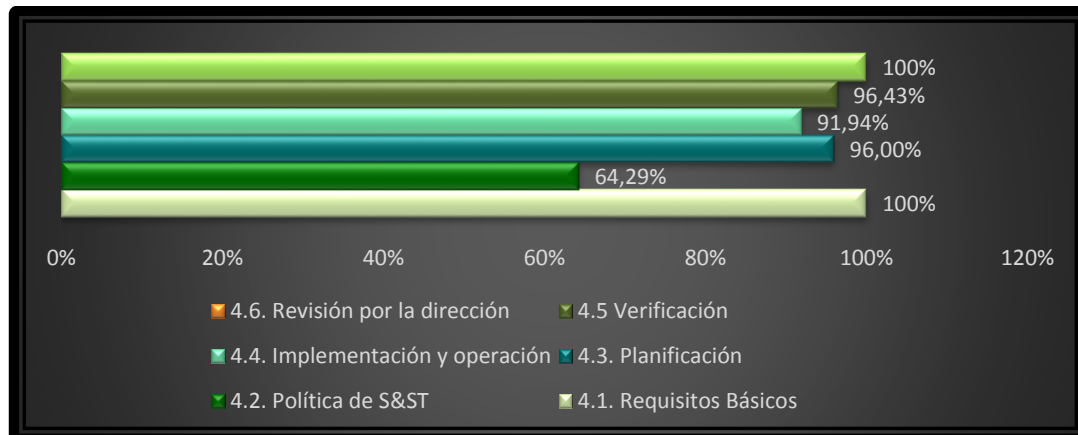 100%
96,43%
91,94%
96,00%
64,29%
100%
0% 20% 40% 60% 80% 100% 120%
4.6. Revisión por la dirección 4.5 Verificación
4.4. Implementación y operación 4.3. Planificación
4.2. Política de S&ST 4.1. Requisitos Básicos